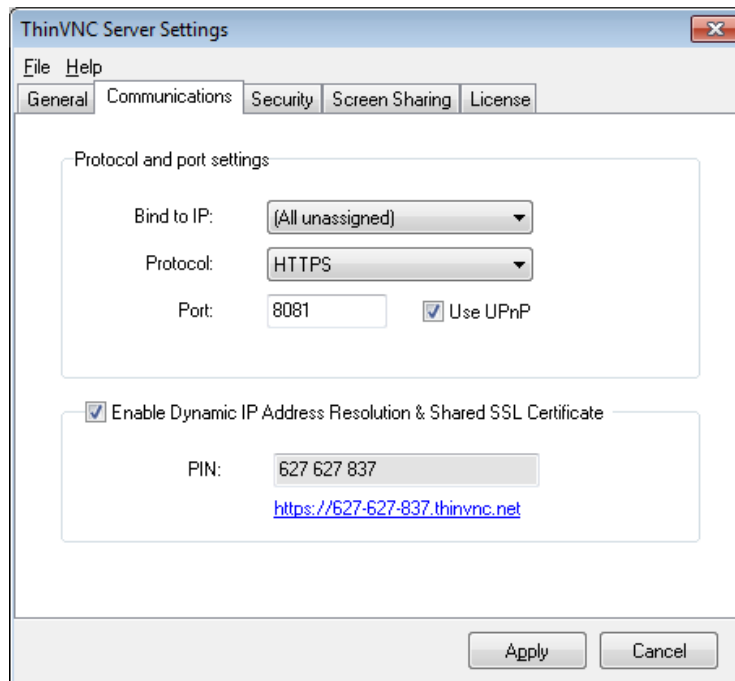 ThinVNC Server Settings
File Help
General Communications Security Screen Sharing License
Protocol and port settings
Bind to IP: (All unassigned)
Protocol: HTTPS
Port: 8081 Use UPnP
Enable Dynamic IP Address Resolution & Shared SSL Certificate
PIN: 627 627 837
https://627-627-837.thinvnc.net
Apply Cancel